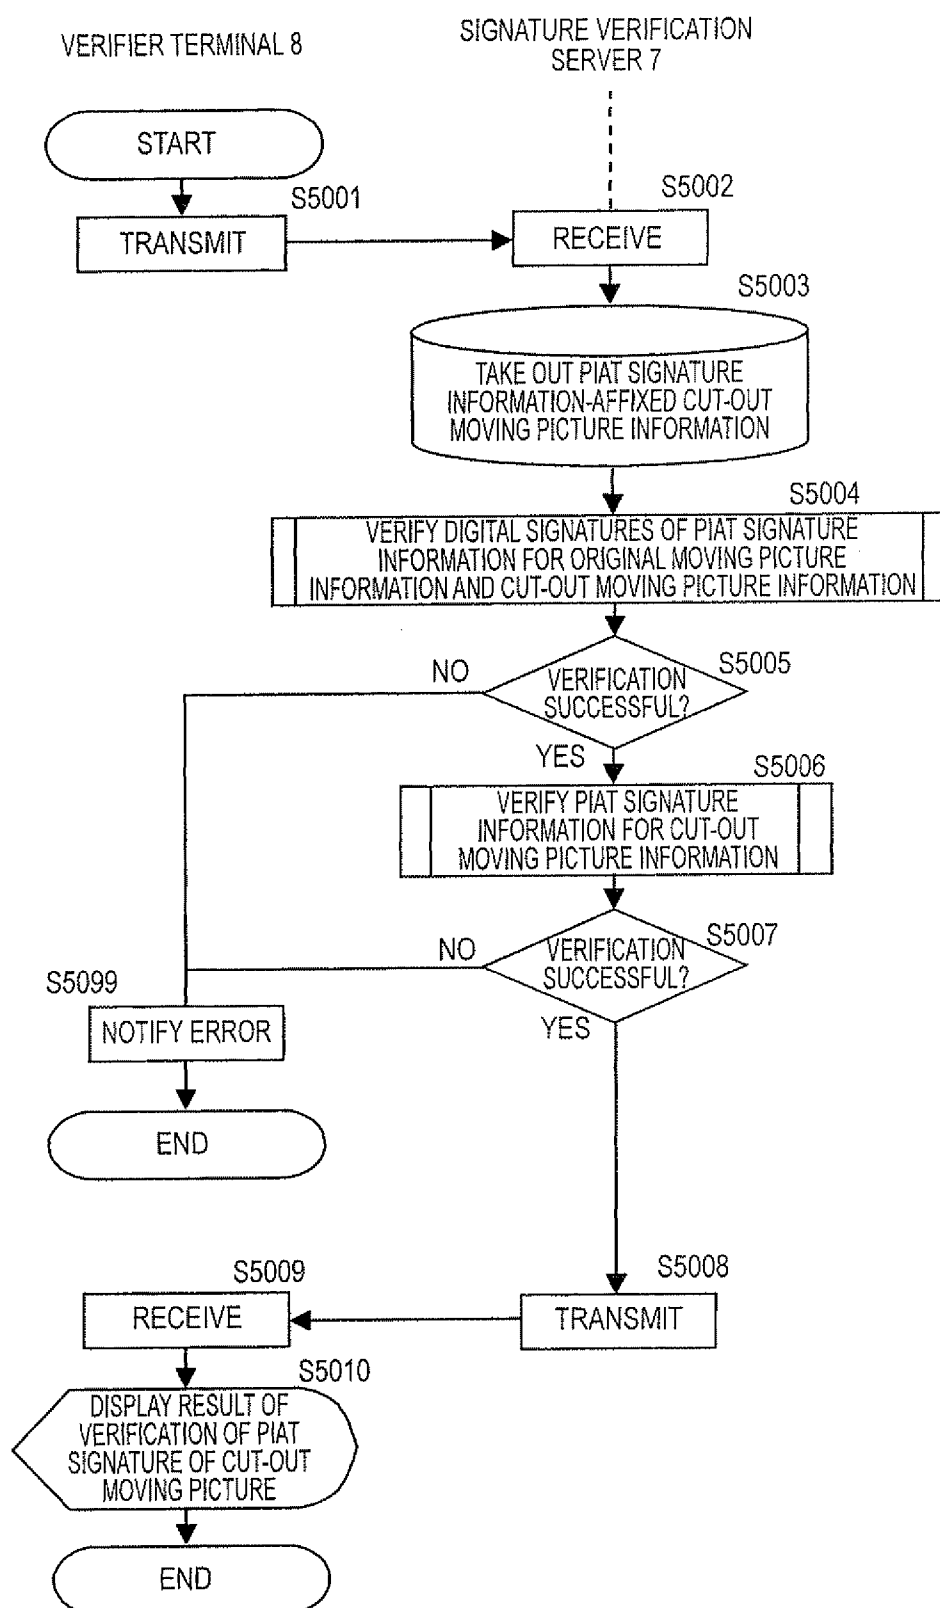 VERIFIER TERMINAL 8
SIGNATURE VERIFICATION
SERVER 7
START
S5001
TRANSMIT
S5002
RECEIVE
S5003
TAKE OUT PIAT SIGNATURE
INFORMATION-AFFIXED CUT-OUT
MOVING PICTURE INFORMATION
S5004
VERIFY DIGITAL SIGNATURES OF PIAT SIGNATURE
INFORMATION FOR ORIGINAL MOVING PICTURE
INFORMATION AND CUT-OUT MOVING PICTURE INFORMATION
S5005
NO
VERIFICATION
SUCCESSFUL?
YES
S5006
VERIFY PIAT SIGNATURE
INFORMATION FOR CUT-OUT
MOVING PICTURE INFORMATION
S5007
NO
VERIFICATION
SUCCESSFUL?
YES
S5099
NOTIFY ERROR
END
S5008
TRANSMIT
S5009
RECEIVE
S5010
DISPLAY RESULT OF
VERIFICATION OF PIAT
SIGNATURE OF CUT-OUT
MOVING PICTURE
END